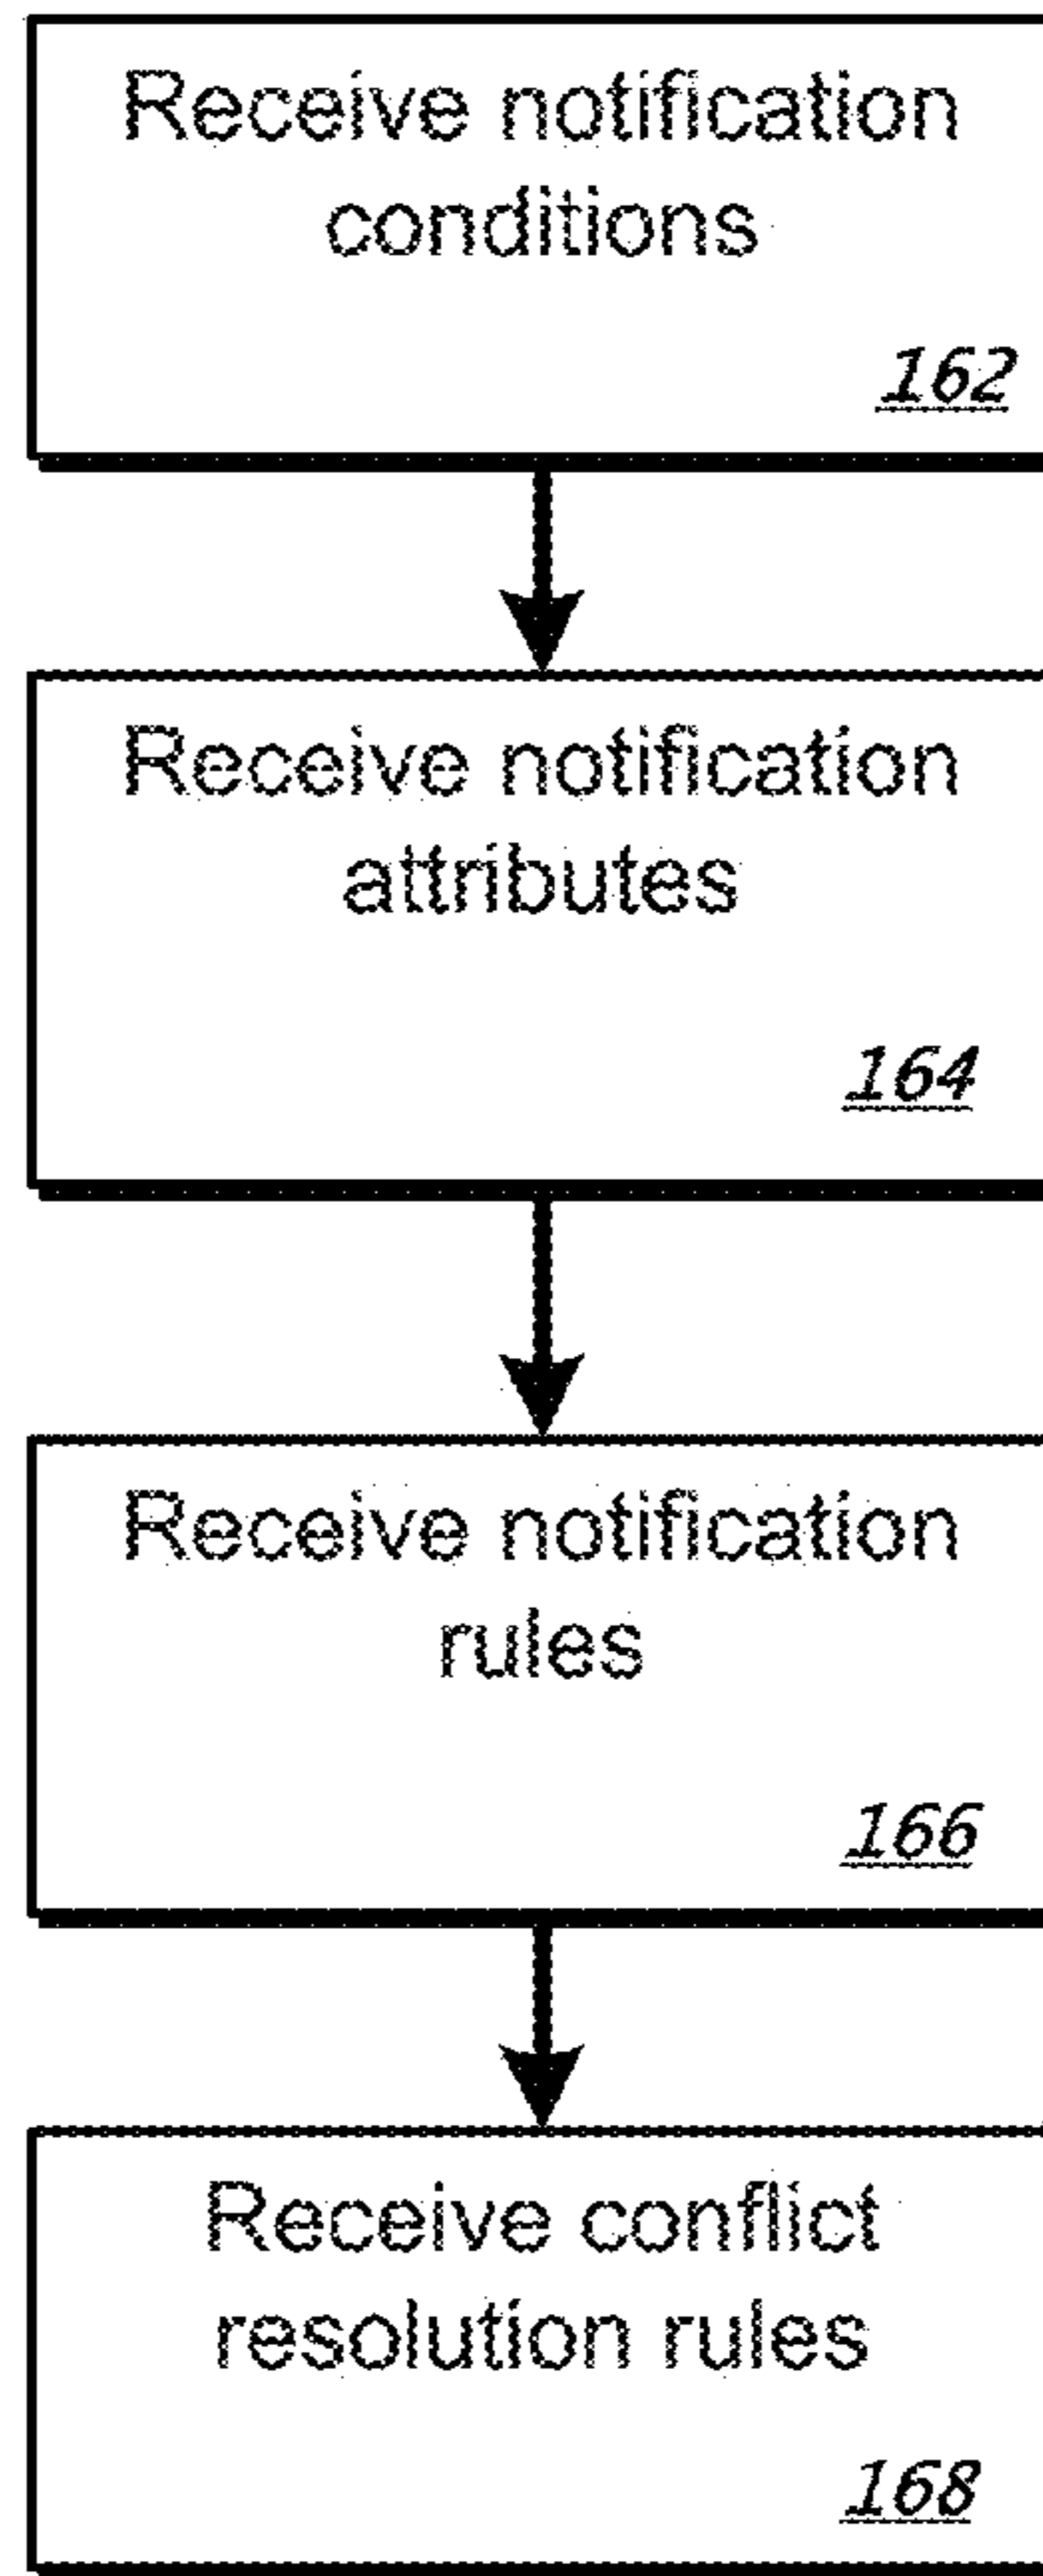 Receive notification
conditions
162
Receive notification
attributes
164
Receive notification
rules
166
Receive conflict
resolution rules
168